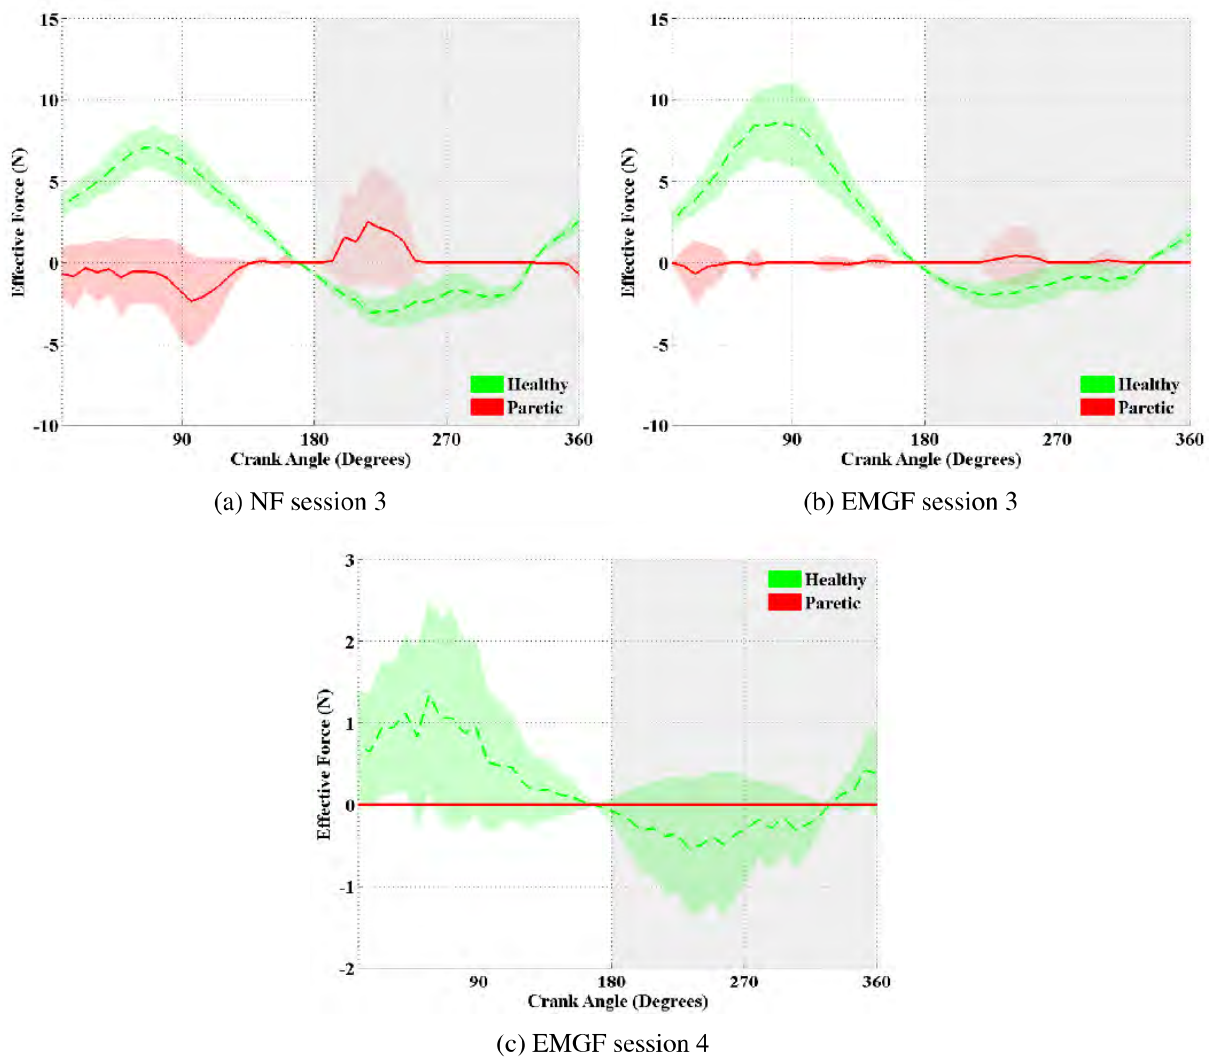 15
10
5
0
-5
-10
Effective Force (N)
90
180
270
360
Crank Angle (Degrees)
Healthy
Paretic
(a) NF session 3
15
10
5
0
-5
-10
Effective Force (N)
90
180
270
360
Crank Angle (Degrees)
Healthy
Paretic
(b) EMGF session 3
3
2
1
0
-1
-2
Effective Force (N)
90
180
270
360
Crank Angle (Degrees)
Healthy
Paretic
(c) EMGF session 4